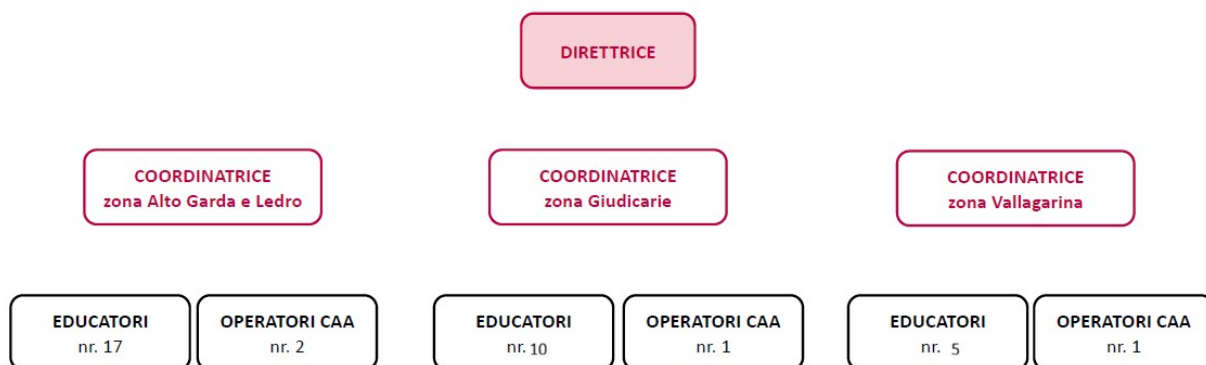 DIRETTRICE
COORDINATRICE
zona Alto Garda e Ledro
COORDINATRICE
zona Giudicarie
COORDINATRICE
zona Vallagarina
EDUCATORI
nr. 17
OPERATORI CAA
nr. 2
EDUCATORI
nr. 10
OPERATORI CAA
nr. 1
EDUCATORI
nr. 5
OPERATORI CAA
nr. 1